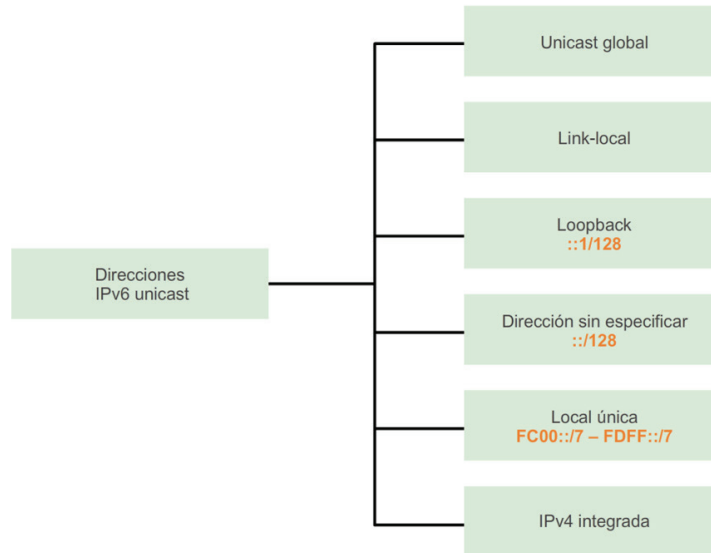 Unicast global
Link-local
Loopback
::1/128
Direcciones
IPv6 unicast
Dirección sin especificar
::/128
Local única
FC00::/7 – FDFF::/7
IPv4 integrada